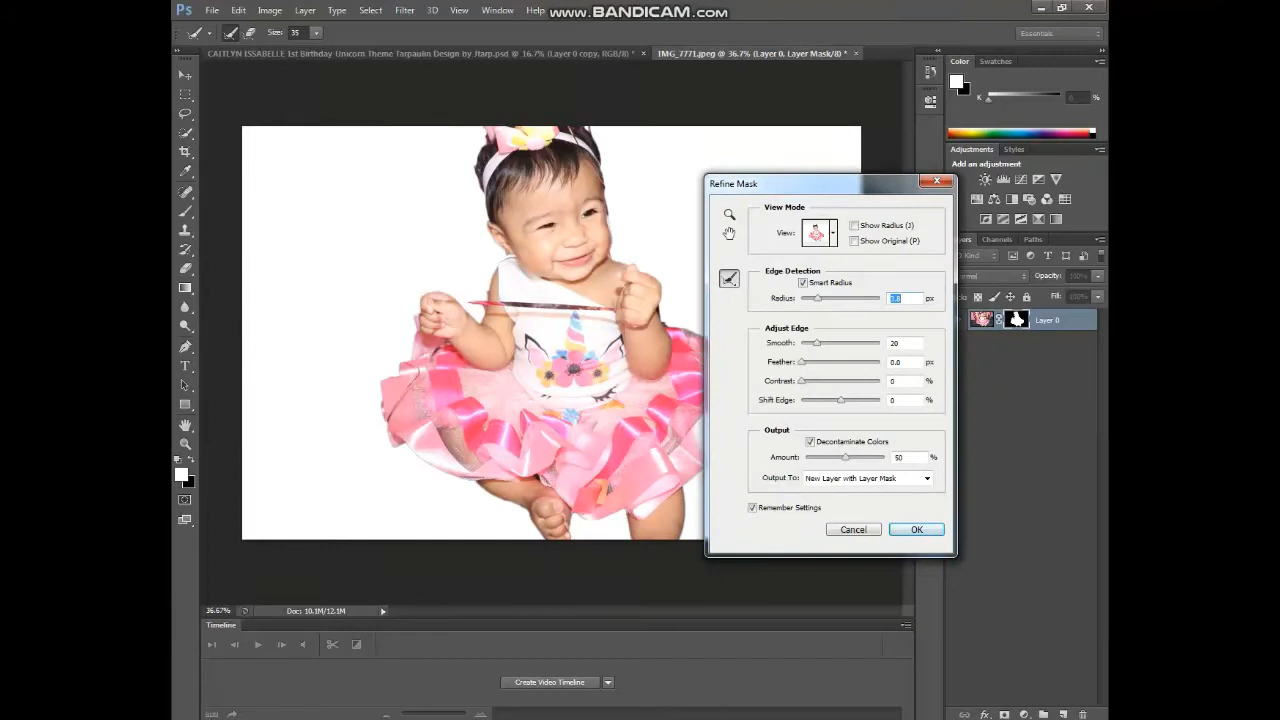 Ps File Edit Image Layer Type Select Filter 3D View Window Help
www.BANDICAM.com
Size: 35
Essentials
CAITLYN ISSABELLE 1st Birthday Unicorn Theme Tarpaulin Design by Jtarp.psd @ 16.7% (Layer 0 copy, RGB/8) * ×
IMG_7771.jpeg @ 36.7% (Layer 0, Layer Mask/8) * ×
Color Swatches
K %
Adjustments Styles
Add an adjustment
Channels Paths
Kind
Opacity: 100%
Fill: 100%
Layer 0
Refine Mask
View Mode
View:
Show Radius (J)
Show Original (P)
Edge Detection
Smart Radius
Radius: px
Adjust Edge
Smooth: 20
Feather: 0.0 px
Contrast: 0 %
Shift Edge: 0 %
Output
Decontaminate Colors
Amount: 50 %
Output To: New Layer with Layer Mask
Remember Settings
Cancel OK
36.67% Doc: 10.1M/12.1M
Timeline
Create Video Timeline
fx